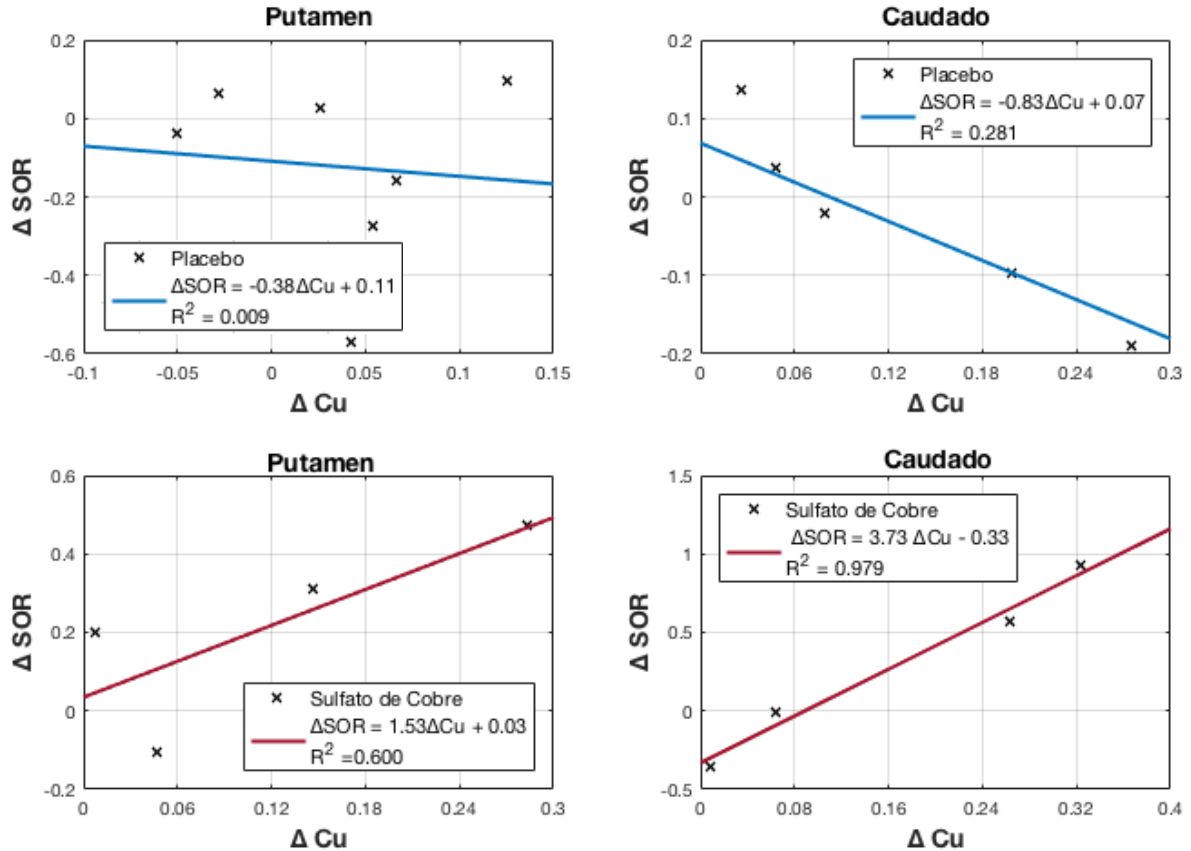 Putamen
Δ SOR
0.2
0
-0.2
-0.4
-0.6
Placebo
ΔSOR = -0.38ΔCu + 0.11
R² = 0.009
-0.1
-0.05
0
0.05
0.1
0.15
Δ Cu
Caudado
Δ SOR
0.2
0.1
0
-0.1
-0.2
Placebo
ΔSOR = -0.83ΔCu + 0.07
R² = 0.281
0
0.06
0.12
0.18
0.24
0.3
Δ Cu
Putamen
Δ SOR
0.6
0.4
0.2
0
-0.2
Sulfato de Cobre
ΔSOR = 1.53ΔCu + 0.03
R² =0.600
0
0.06
0.12
0.18
0.24
0.3
Δ Cu
Caudado
Δ SOR
1.5
1
0.5
0
-0.5
Sulfato de Cobre
ΔSOR = 3.73 ΔCu - 0.33
R² = 0.979
0
0.08
0.16
0.24
0.32
0.4
Δ Cu